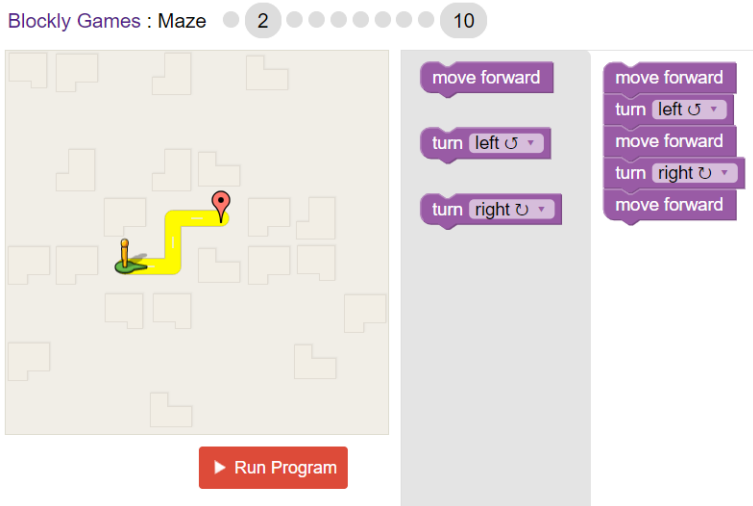 Blockly Games : Maze 2 10
move forward
turn left ↺ ▼
turn right ↻ ▼
move forward
turn left ↺ ▼
move forward
turn right ↻ ▼
move forward
Run Program